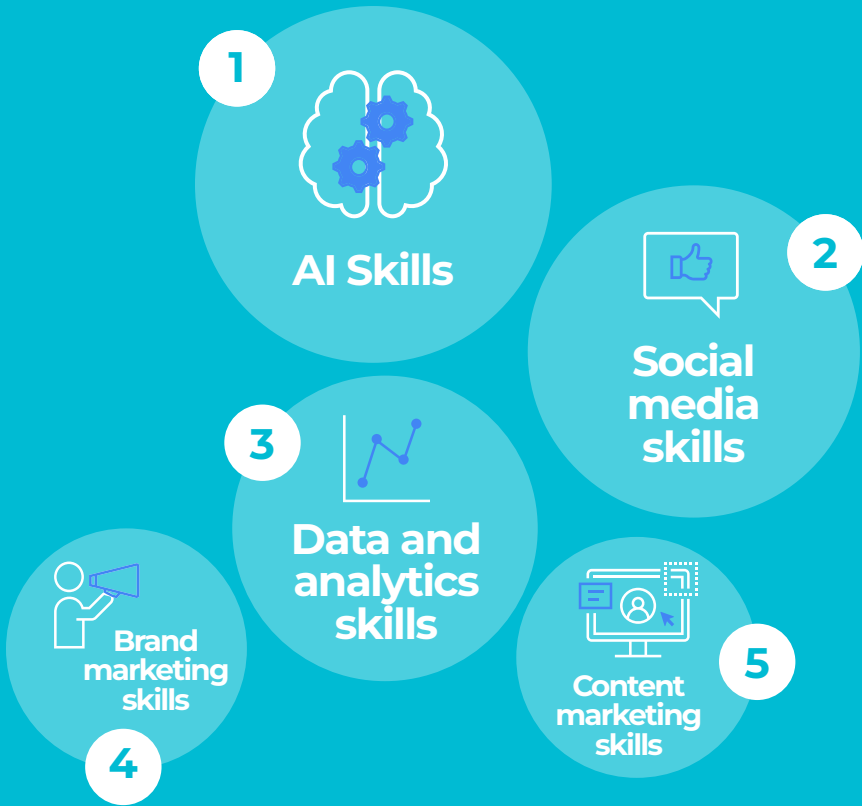 1
AI Skills
2
Social
media
skills
3
Data and
analytics
skills
4
Brand
marketing
skills
5
Content
marketing
skills